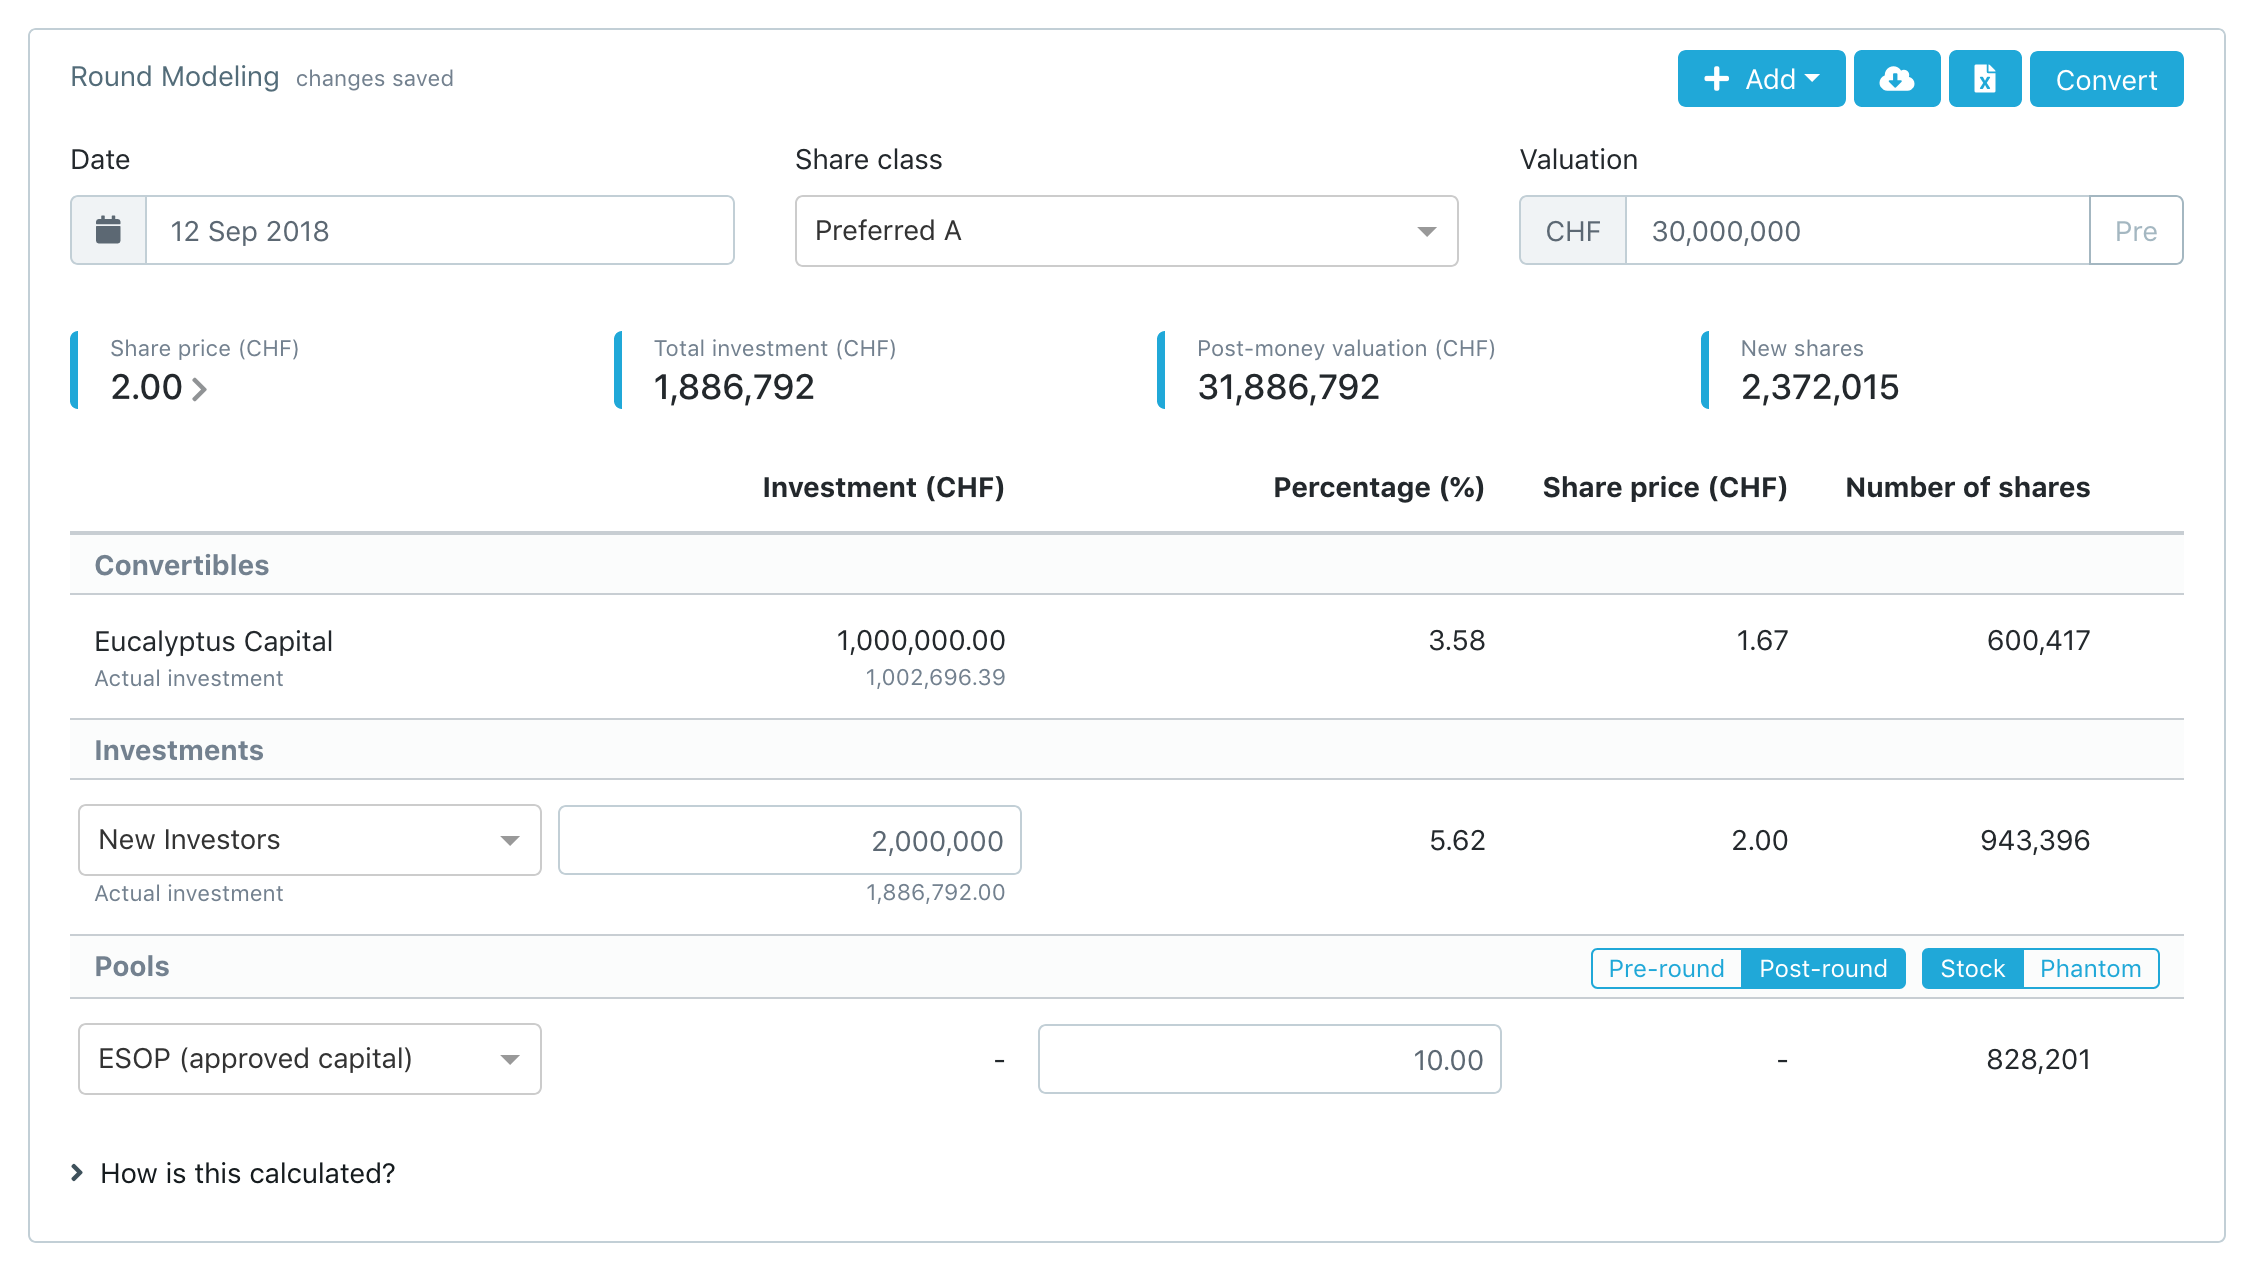 Round Modeling changes saved
Add
Convert
Date
Share class
Valuation
12 Sep 2018
Preferred A
CHF 30,000,000 Pre
Share price (CHF)
2.00
Total investment (CHF)
1,886,792
Post-money valuation (CHF)
31,886,792
New shares
2,372,015
Investment (CHF) Percentage (%) Share price (CHF) Number of shares
Convertibles
Eucalyptus Capital 1,000,000.00 3.58 1.67 600,417
Actual investment 1,002,696.39
Investments
New Investors 2,000,000 5.62 2.00 943,396
Actual investment 1,886,792.00
Pools Pre-round Post-round Stock Phantom
ESOP (approved capital) - 10.00 - 828,201
How is this calculated?